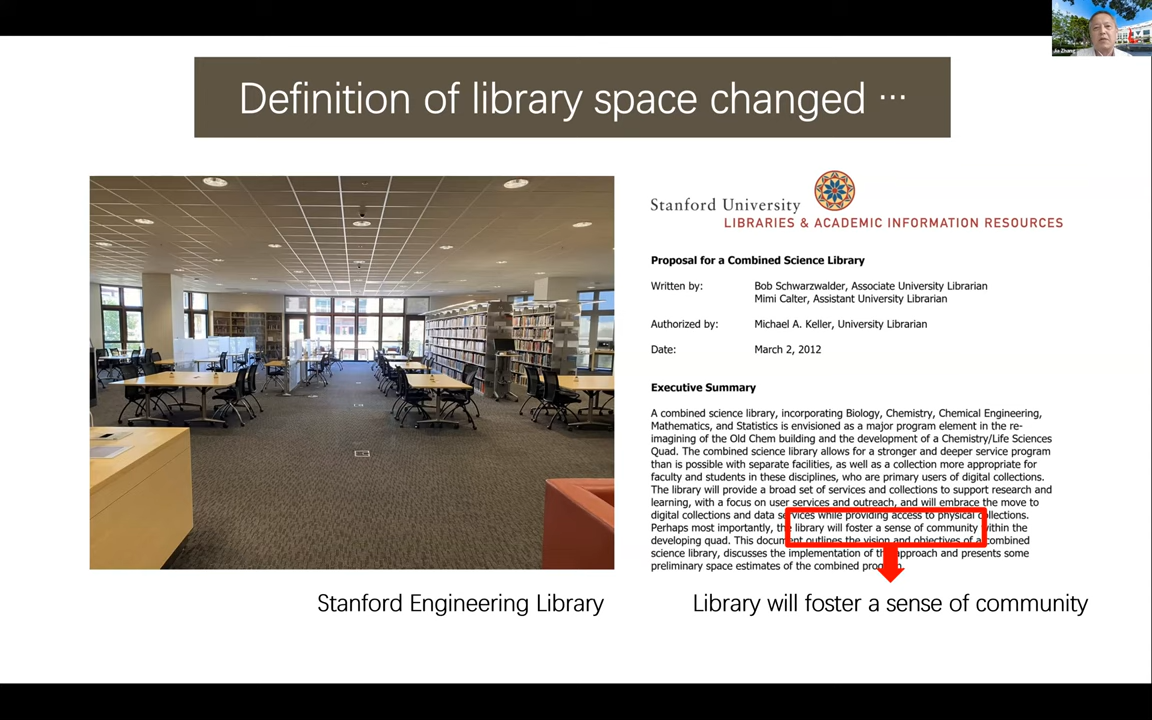 Jia Zhang
Definition of library space changed ···
Stanford University
LIBRARIES & ACADEMIC INFORMATION RESOURCES
Proposal for a Combined Science Library
Written by: Bob Schwarzwalder, Associate University Librarian
Mimi Calter, Assistant University Librarian
Authorized by: Michael A. Keller, University Librarian
Date: March 2, 2012
Executive Summary
A combined science library, incorporating Biology, Chemistry, Chemical Engineering,
Mathematics, and Statistics is envisioned as a major program element in the re-
imagining of the Old Chem building and the development of a Chemistry/Life Sciences
Quad. The combined science library allows for a stronger and deeper service program
than is possible with separate facilities, as well as a collection more appropriate for
faculty and students in these disciplines, who are primary users of digital collections.
The library will provide a broad set of services and collections to support research and
learning, with a focus on user services and outreach, and will embrace the move to
digital collections and data services while providing access to physical collections.
Perhaps most importantly, the library will foster a sense of community within the
developing quad. This document outlines the vision and objectives of a combined
science library, discusses the implementation of the approach and presents some
preliminary space estimates of the combined program.
Stanford Engineering Library
Library will foster a sense of community